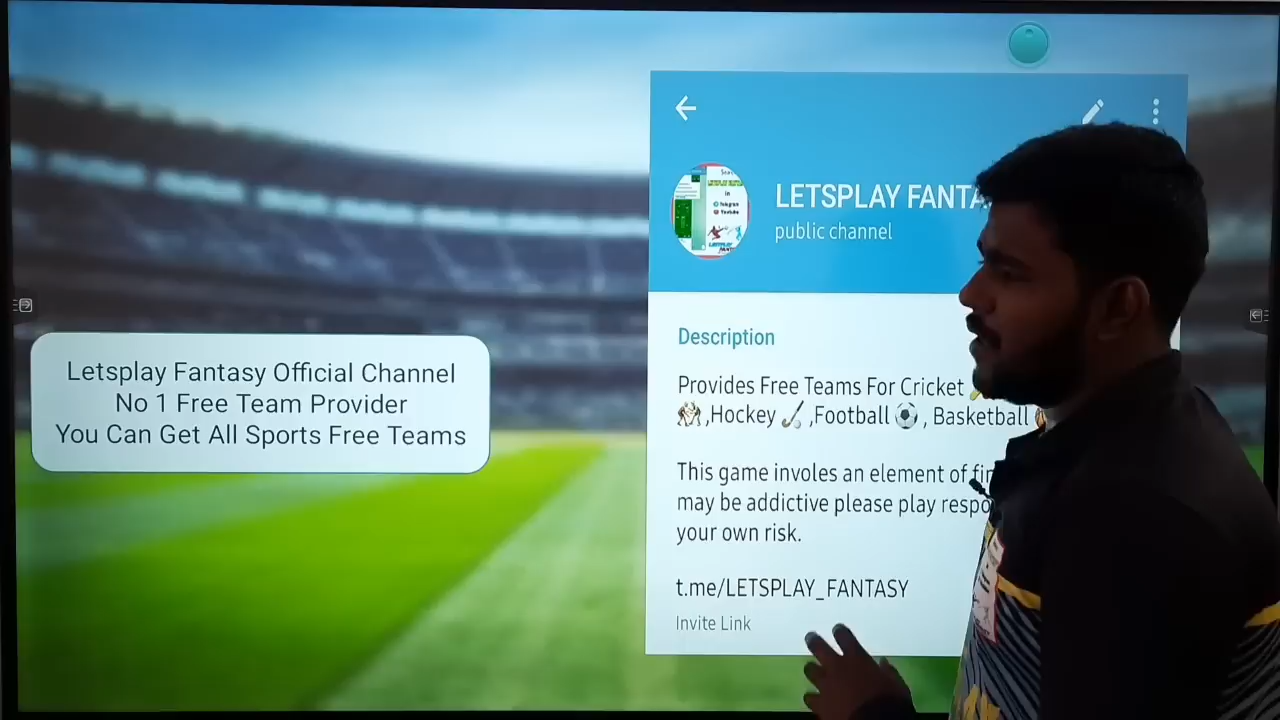 Letsplay Fantasy Official Channel
No 1 Free Team Provider
You Can Get All Sports Free Teams
LETSPLAY FANTA
public channel
Description
Provides Free Teams For Cricket
,Hockey ,Football , Basketball
This game involes an element of fin
may be addictive please play respo
your own risk.
t.me/LETSPLAY_FANTASY
Invite Link